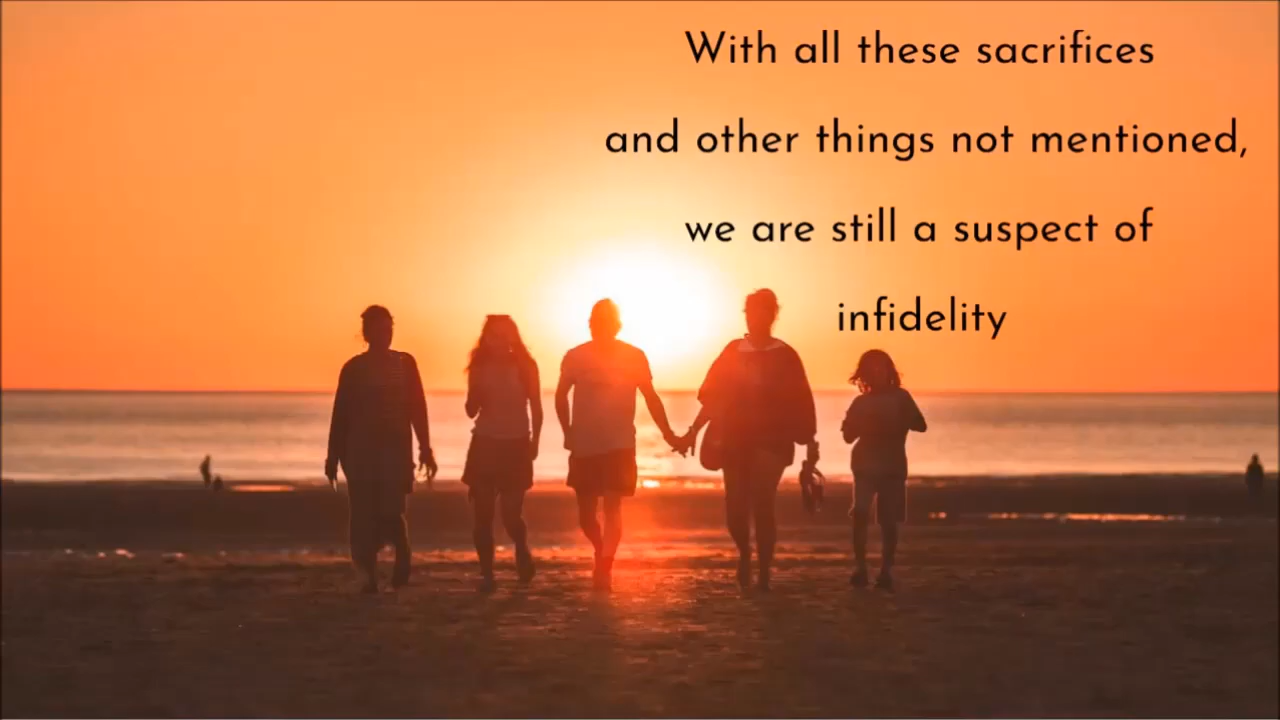 With all these sacrifices
and other things not mentioned,
we are still a suspect of
infidelity